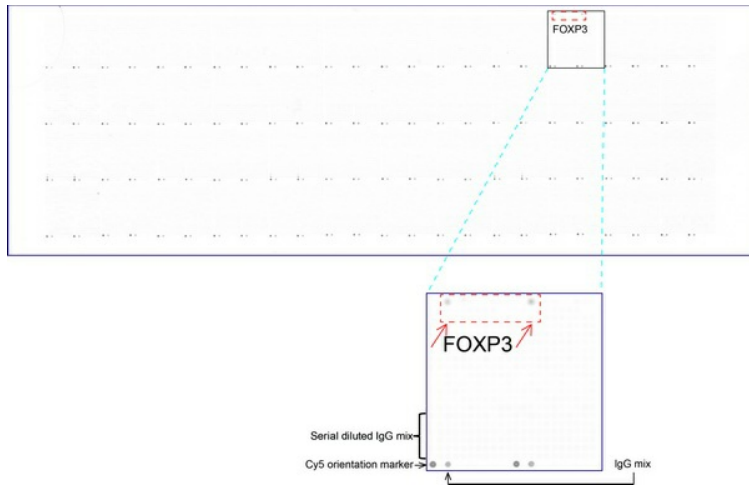 FOXP3
FOXP3
Serial diluted IgG mix
Cy5 orientation marker
IgG mix